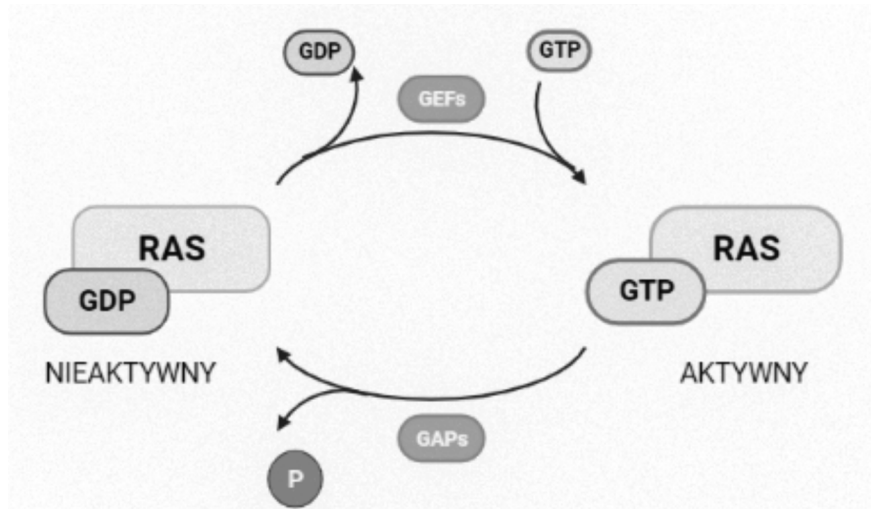 GDP
GTP
GEFs
RAS
GDP
NIEAKTYWNY
RAS
GTP
AKTYWNY
GAPs
P